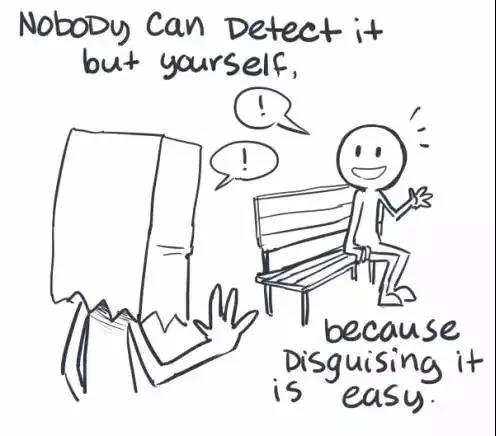 Nobody Can Detect it
but yourself,
!
!
because
Disguising it
is easy.